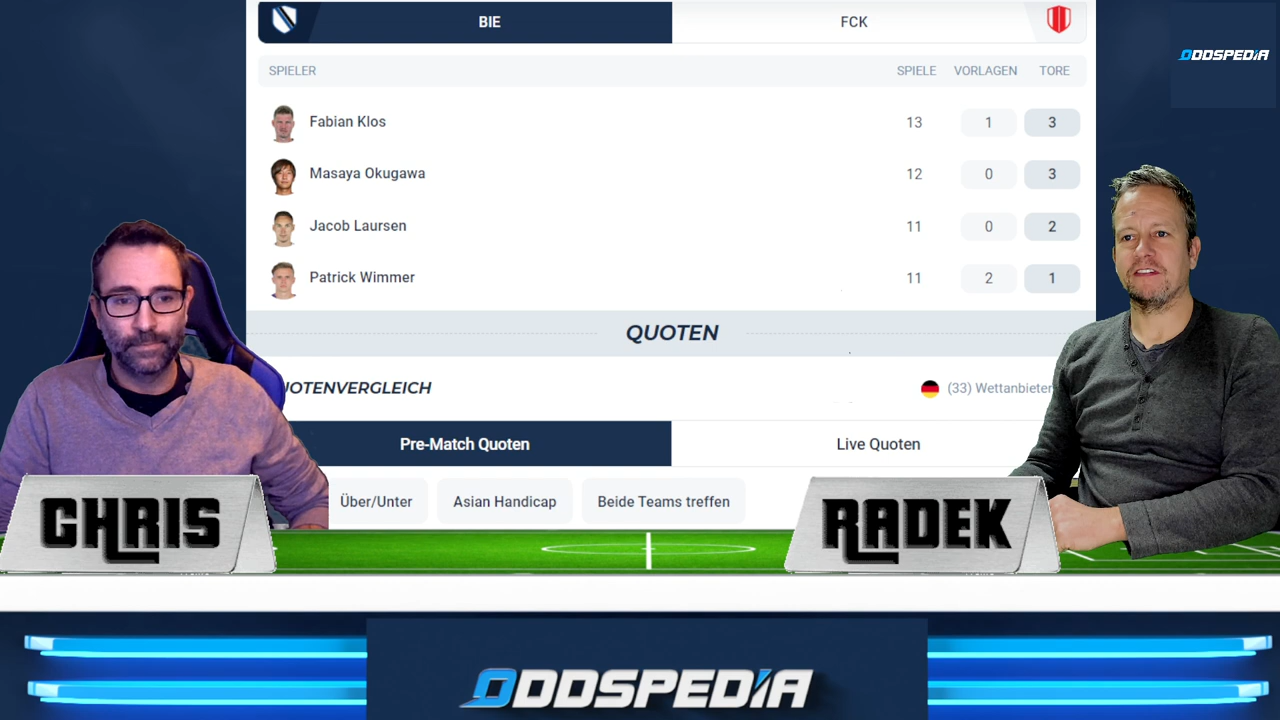 BIE
FCK
ODDSPEDIA
SPIELER SPIELE VORLAGEN TORE
Fabian Klos 13 1 3
Masaya Okugawa 12 0 3
Jacob Laursen 11 0 2
Patrick Wimmer 11 2 1
QUOTEN
UOTENVERGLEICH (33) Wettanbieter
Pre-Match Quoten Live Quoten
Über/Unter Asian Handicap Beide Teams treffen
CHRIS
RADEK
ODDSPEDIA